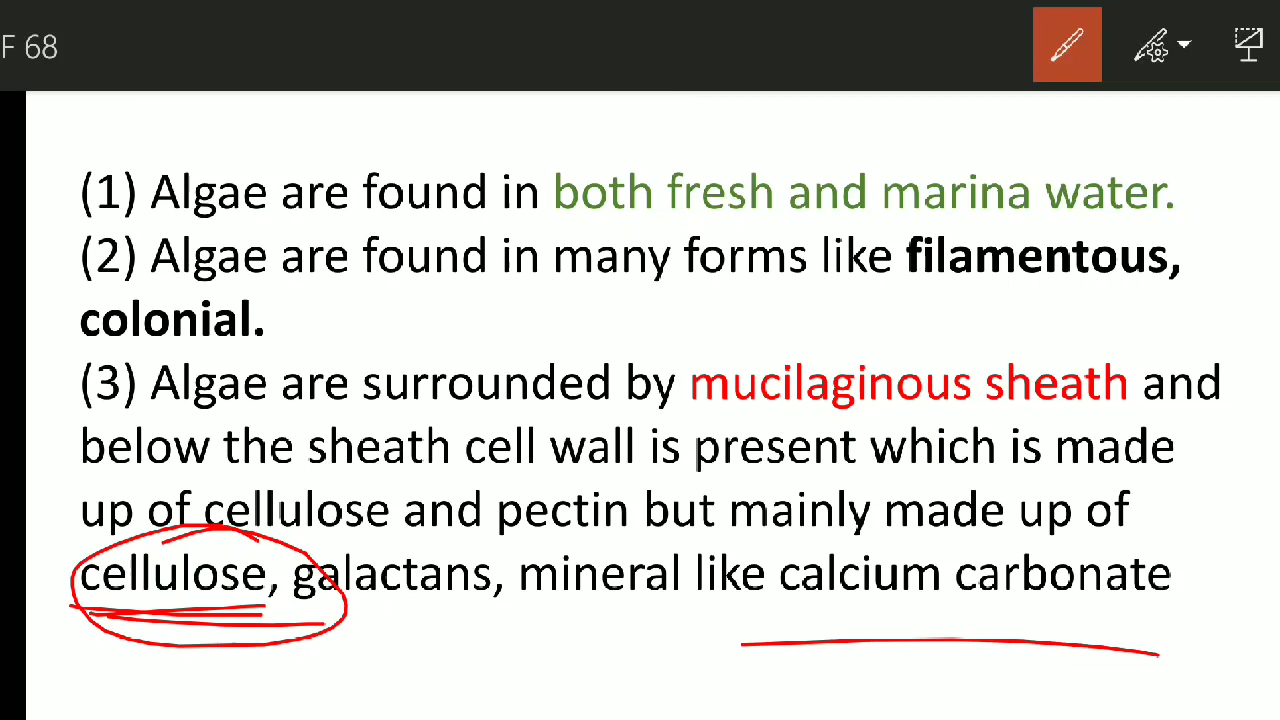 F 68
(1) Algae are found in both fresh and marina water.
(2) Algae are found in many forms like filamentous,
colonial.
(3) Algae are surrounded by mucilaginous sheath and
below the sheath cell wall is present which is made
up of cellulose and pectin but mainly made up of
cellulose, galactans, mineral like calcium carbonate